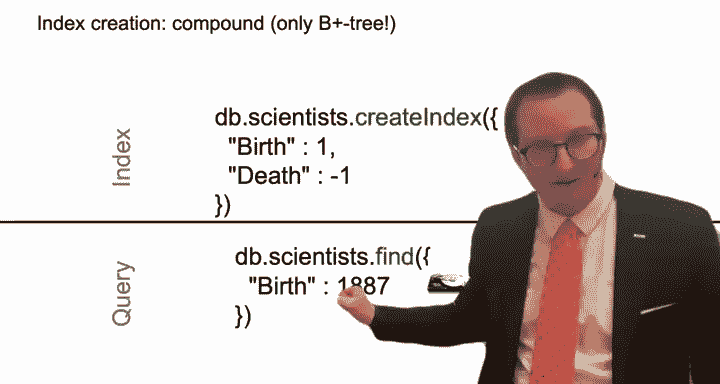 Index creation: compound (only B+-tree!)
Index
db.scientists.createIndex({
"Birth" : 1,
"Death" : -1
})
Query
db.scientists.find({
"Birth" : 1887
})